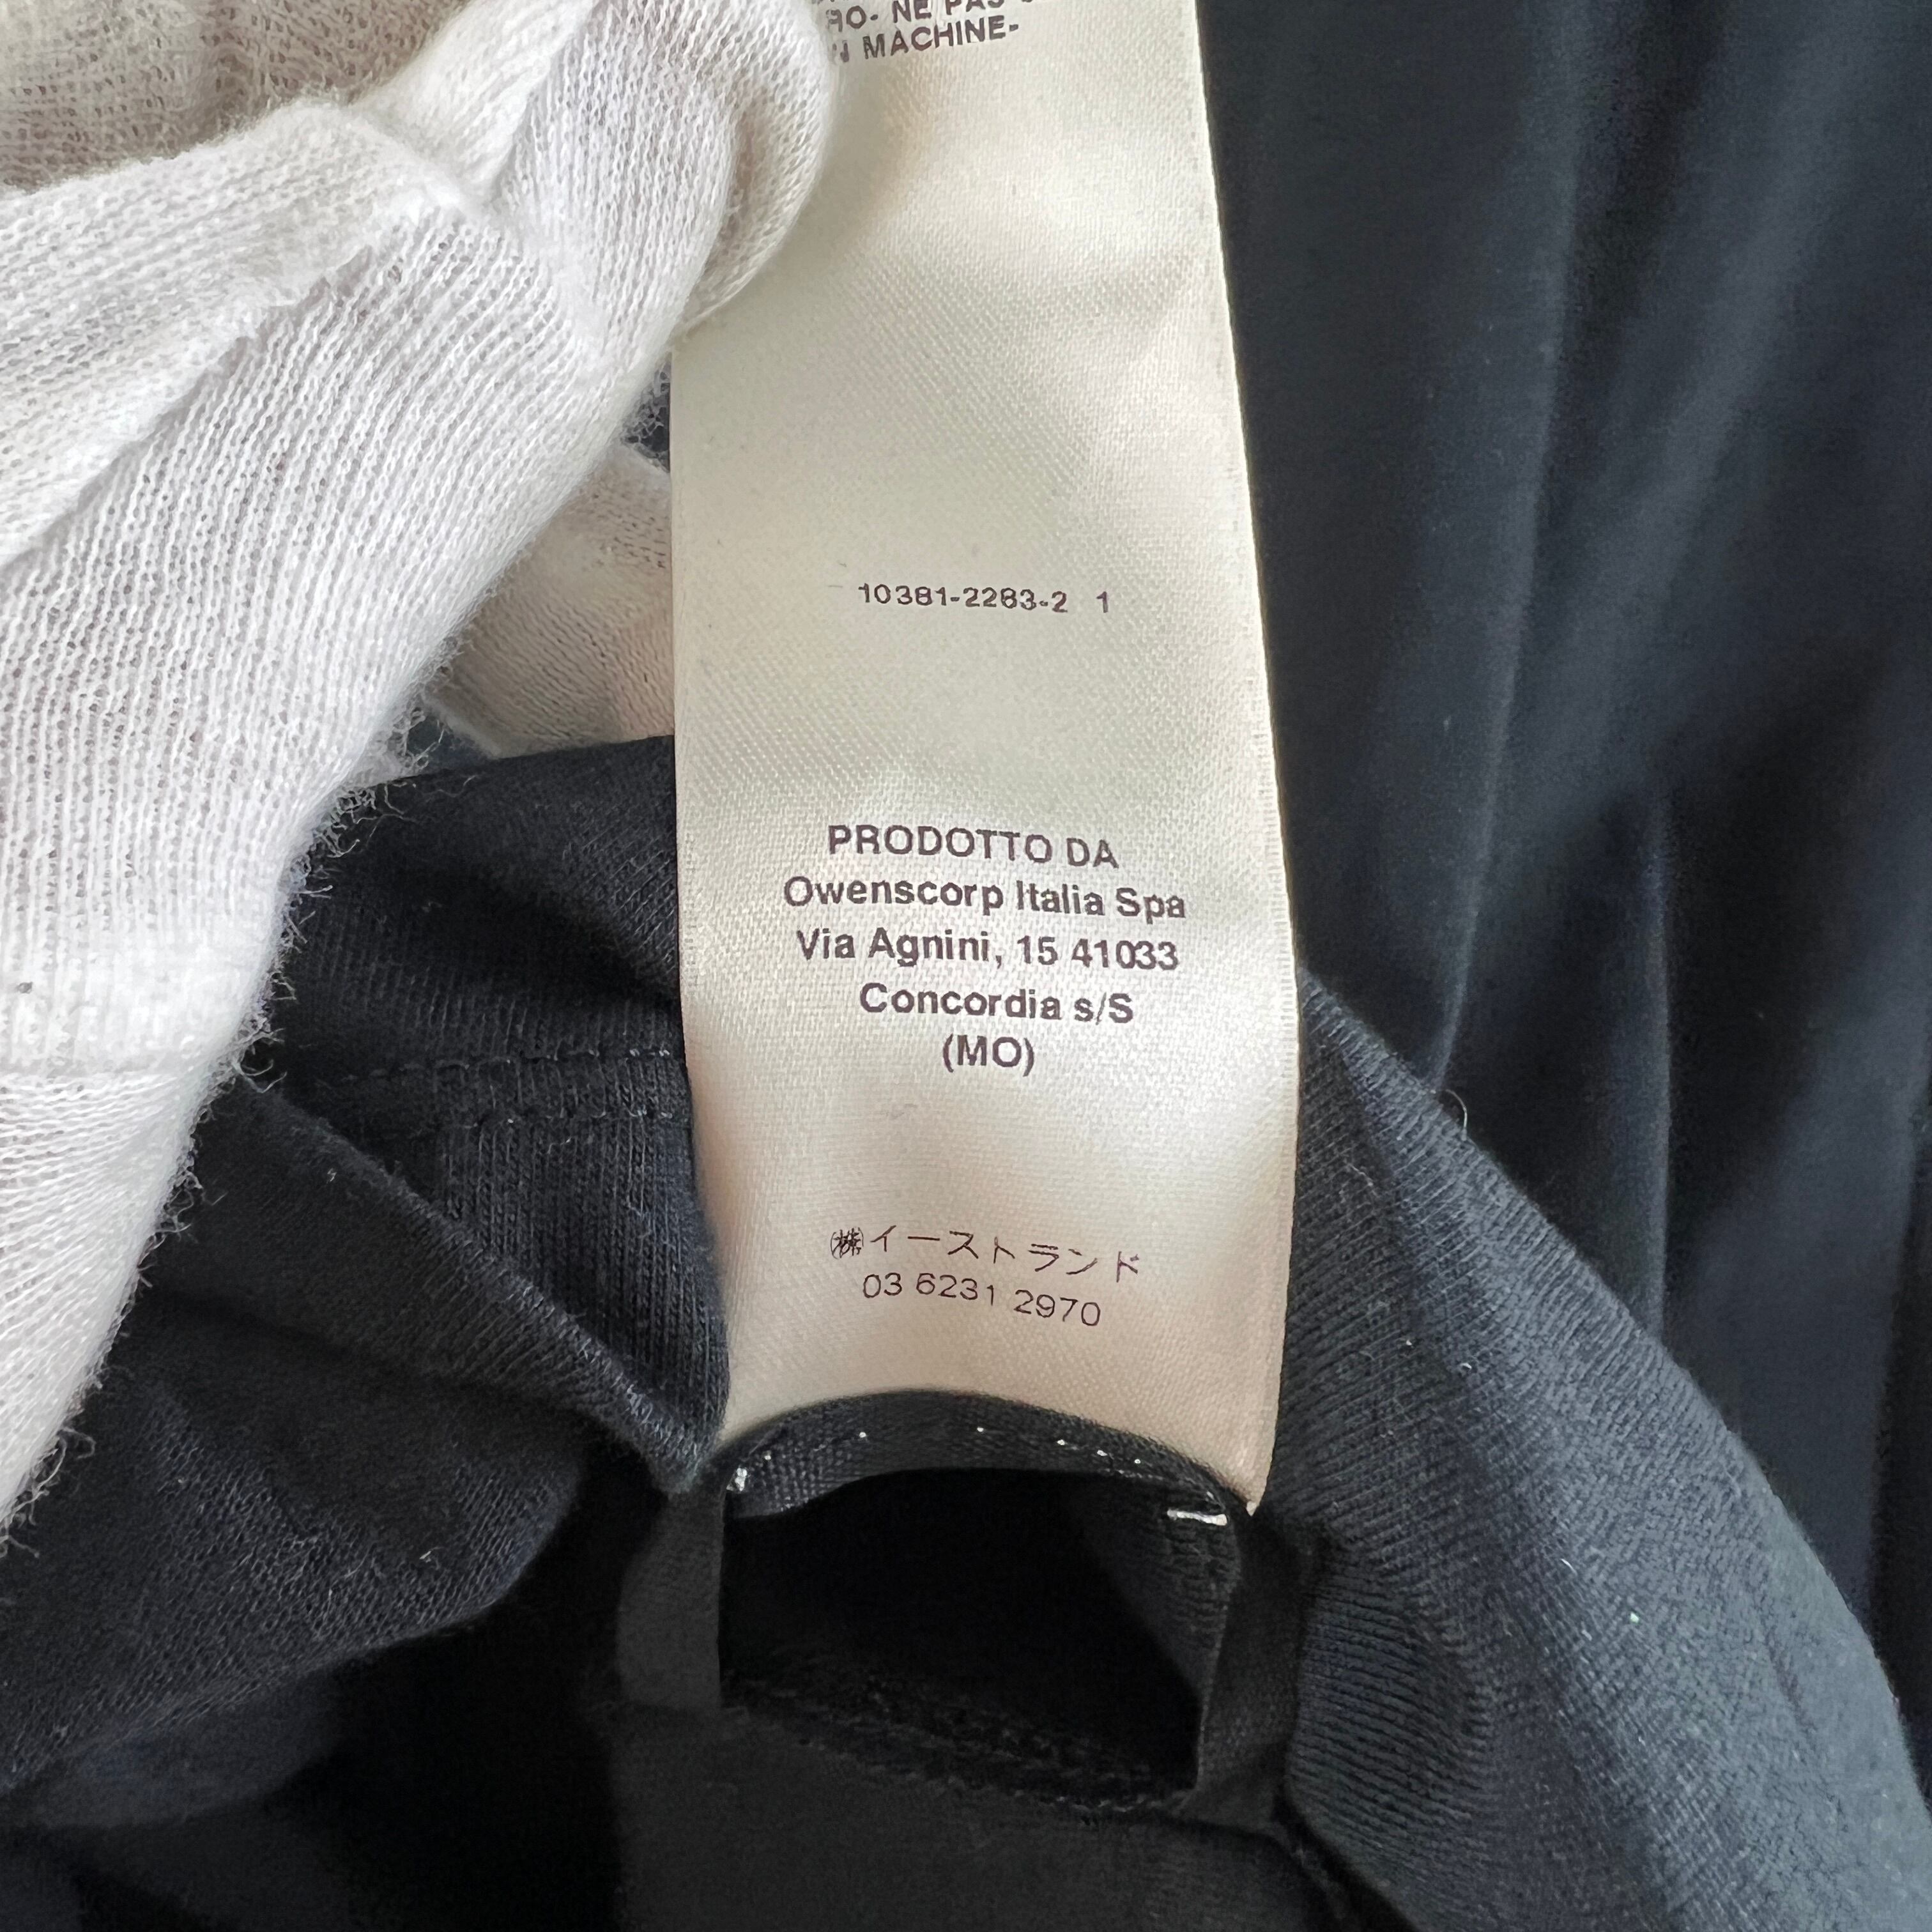 NE PAS
MACHINE-
10381-2283-2 1
PRODOTTO DA
Owenscorp Italia Spa
Via Agnini, 15 41033
Concordia s/S
(MO)
㈱イーストランド
03 6231 2970